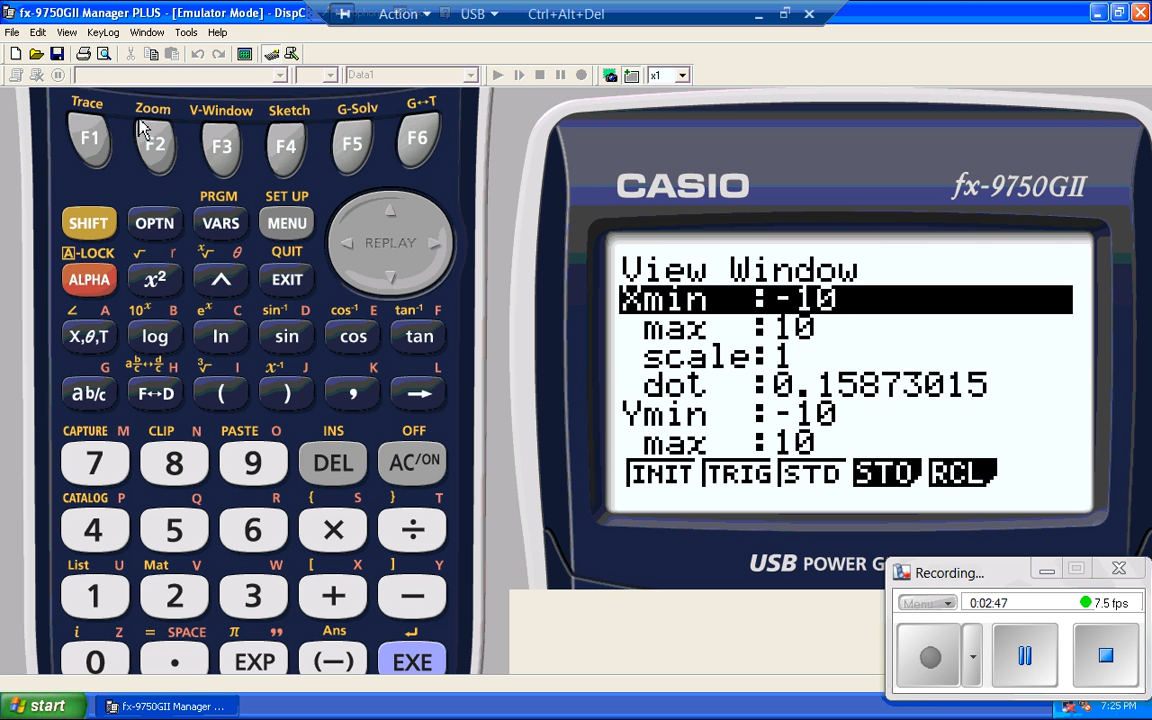 fx-9750GII Manager PLUS - [Emulator Mode] - DispC
Action USB Ctrl+Alt+Del
File Edit View KeyLog Window Tools Help
Data1 x1
Trace Zoom V-Window Sketch G-Solv G↔T
F1 F2 F3 F4 F5 F6
PRGM SET UP
SHIFT OPTN VARS MENU REPLAY
A-LOCK √ r ˣ√ θ QUIT
ALPHA x² ^ EXIT
∠ A 10ˣ B eˣ C sin⁻¹ D cos⁻¹ E tan⁻¹ F
X,θ,T log ln sin cos tan
G a b/c↔d/c H ³√ I x⁻¹ J K L
a b/c F↔D ( ) , →
CAPTURE M CLIP N PASTE O INS OFF
7 8 9 DEL AC/ON
CATALOG P Q R { S } T
4 5 6 × ÷
List U Mat V W [ X ] Y
1 2 3 + −
i Z = SPACE π " Ans ↵
0 . EXP (−) EXE
CASIO fx-9750GII
View Window
Xmin :-10
max :10
scale:1
dot :0.15873015
Ymin :-10
max :10
INIT TRIG STD STO RCL
USB POWER G
Recording...
Menu 0:02:47 7.5 fps
start fx-9750GII Manager ... 7:25 PM